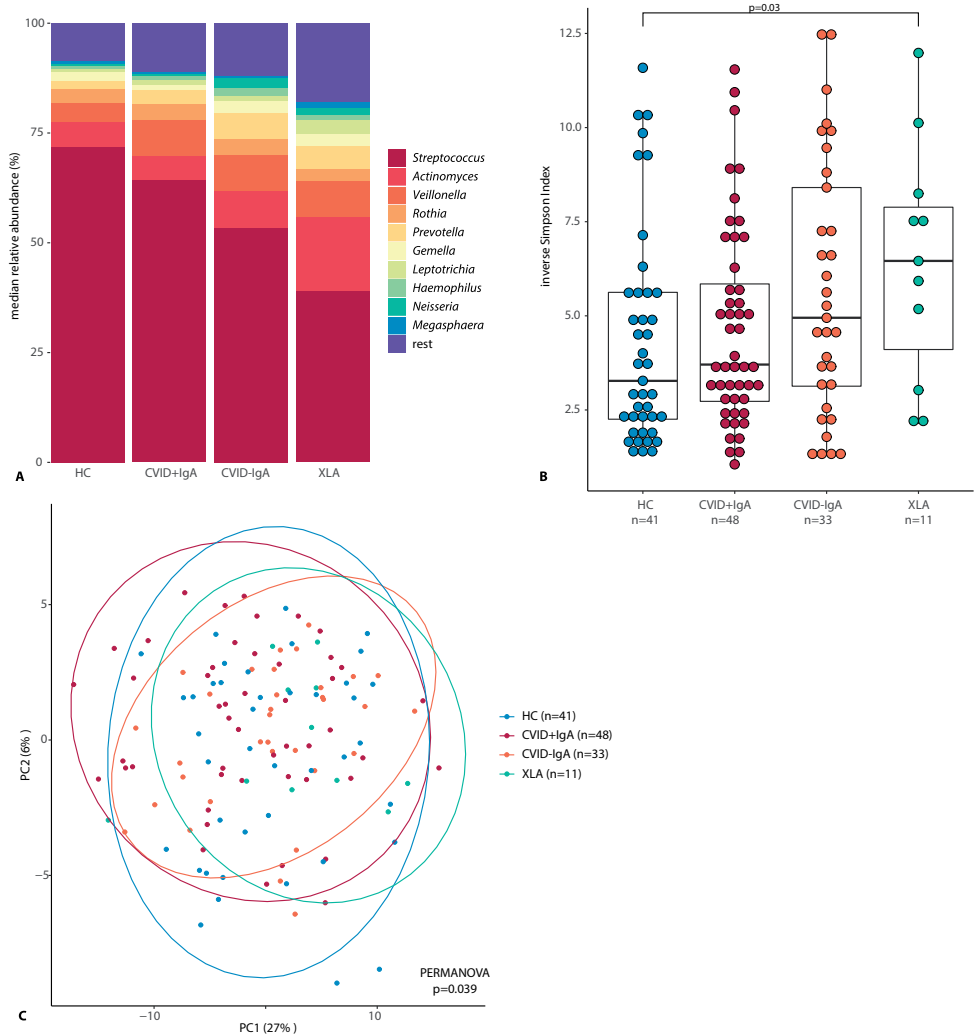 100
75
50
25
0
median relative abundance (%)
HC
CVID+IgA
CVID-IgA
XLA
A
Streptococcus
Actinomyces
Veillonella
Rothia
Prevotella
Gemella
Leptotrichia
Haemophilus
Neisseria
Megasphaera
rest
p=0.03
12.5
10.0
7.5
5.0
2.5
inverse Simpson Index
HC
n=41
CVID+IgA
n=48
CVID-IgA
n=33
XLA
n=11
B
5
0
−5
PC2 (6% )
−10
0
10
PC1 (27% )
HC (n=41)
CVID+IgA (n=48)
CVID-IgA (n=33)
XLA (n=11)
PERMANOVA
p=0.039
C